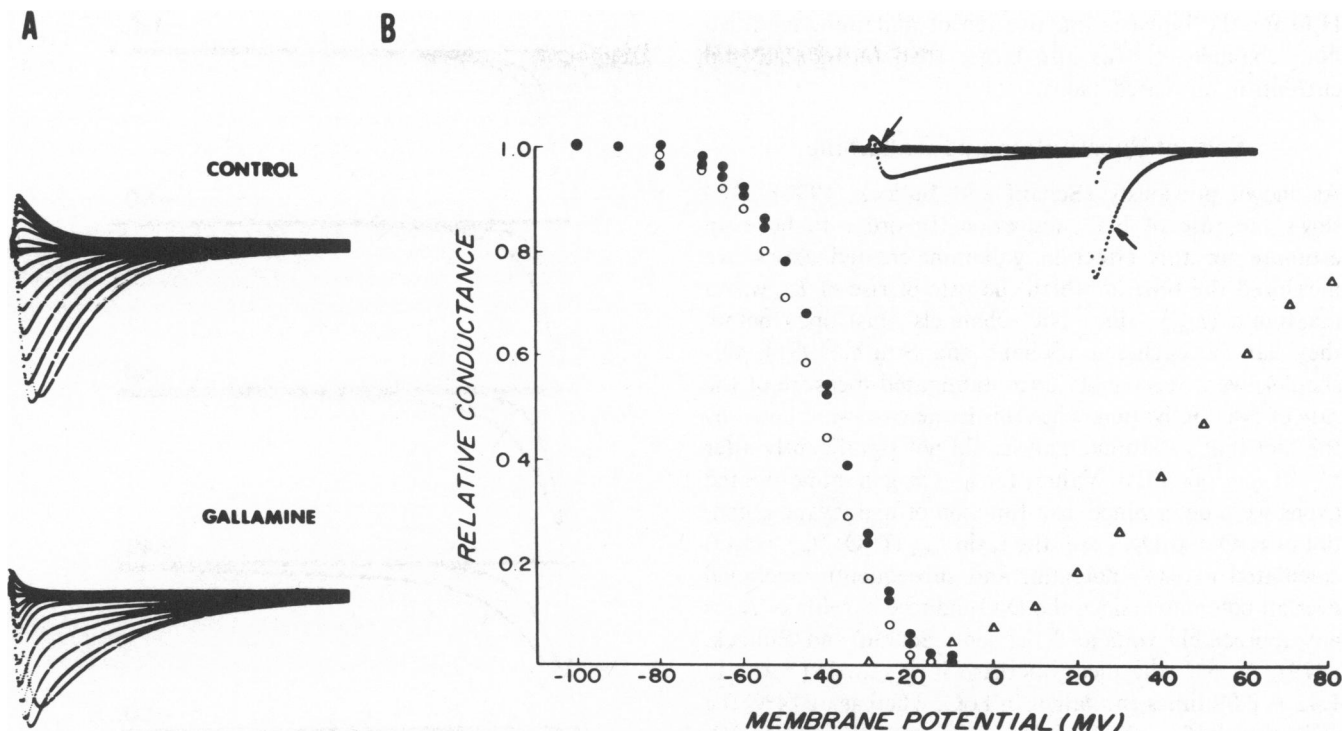 A
B
CONTROL
GALLAMINE
RELATIVE CONDUCTANCE
1.0
0.8
0.6
0.4
0.2
-100 -80 -60 -40 -20 0 20 40 60 80
MEMBRANE POTENTIAL (MV)